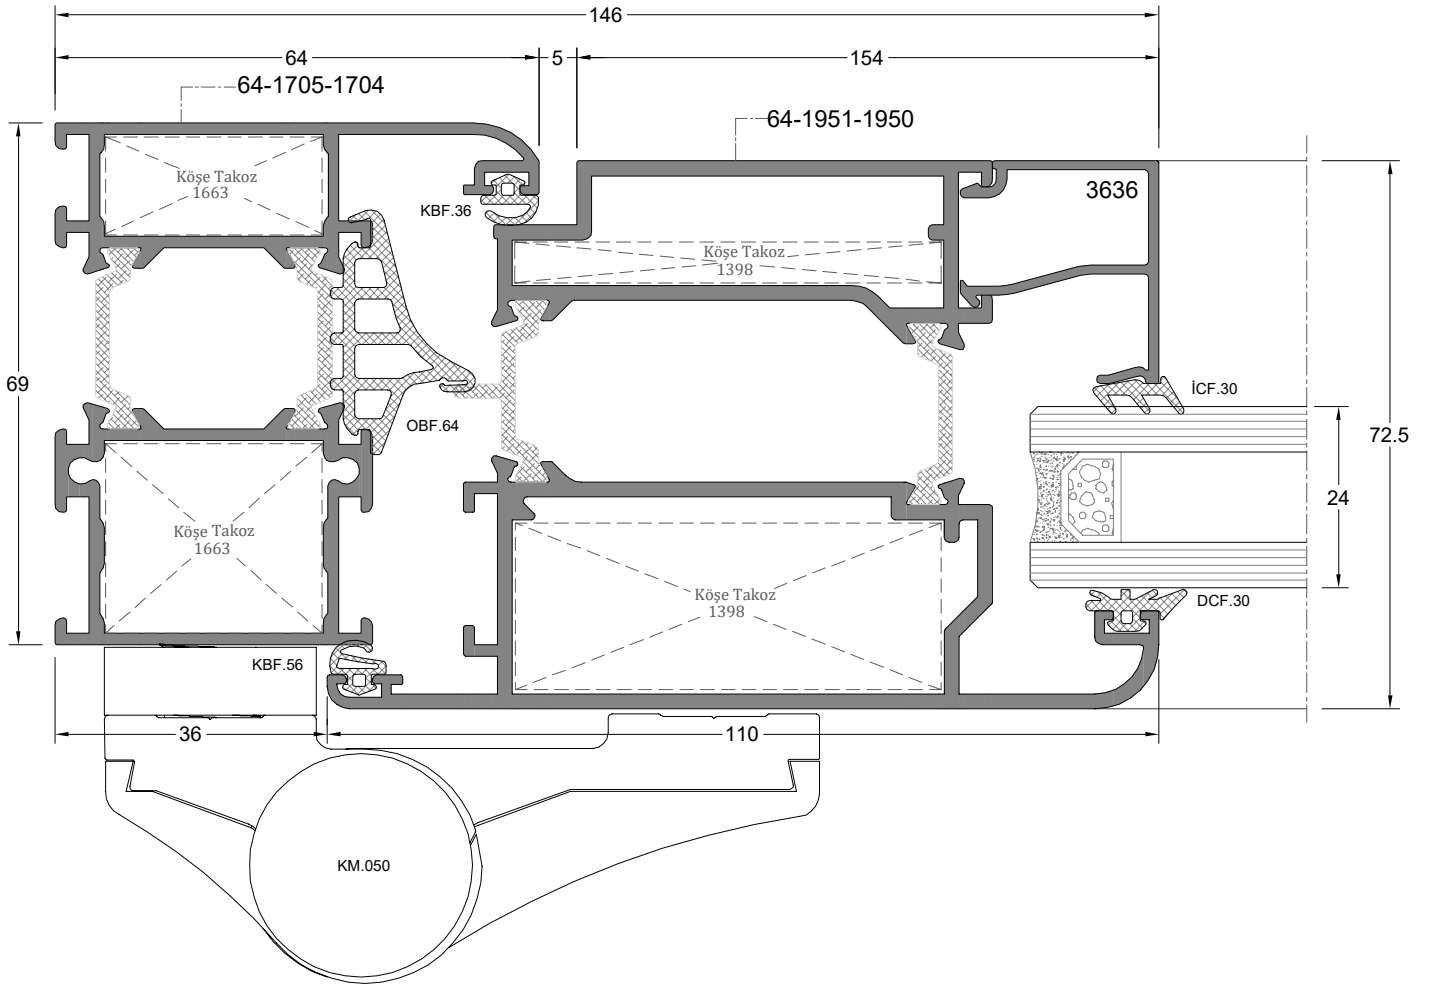 146
64
5
154
64-1705-1704
64-1951-1950
Köşe Takoz
1663
KBF.36
3636
Köşe Takoz
1398
69
İCF.30
OBF.64
72.5
24
Köşe Takoz
1663
Köşe Takoz
1398
DCF.30
KBF.56
36
110
KM.050